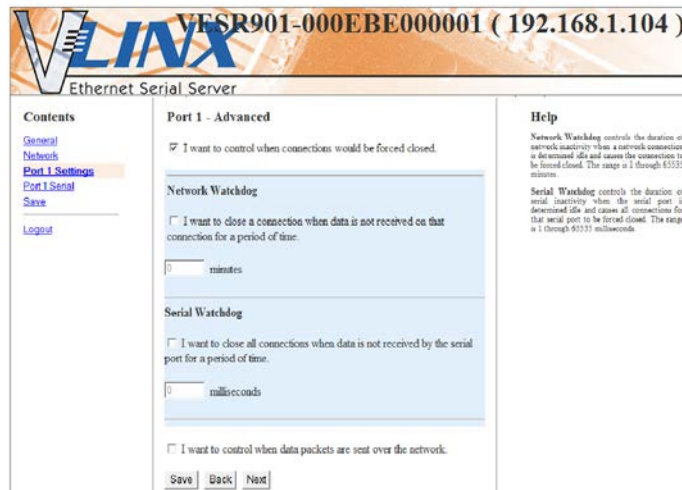 VESR901-000EBE000001 ( 192.168.1.104 )
VLINX
Ethernet Serial Server
Contents
General
Network
Port 1 Settings
Port 1 Serial
Save
Logout
Port 1 - Advanced
I want to control when connections would be forced closed.
Network Watchdog
I want to close a connection when data is not received on that
connection for a period of time.
0 minutes
Serial Watchdog
I want to close all connections when data is not received by the serial
port for a period of time.
0 milliseconds
I want to control when data packets are sent over the network.
Save Back Next
Help
Network Watchdog controls the duration of
network inactivity when a network connection
is determined idle and causes the connection to
be forced closed. The range is 1 through 65535
minutes.
Serial Watchdog controls the duration of
serial inactivity when the serial port is
determined idle and causes all connections for
that serial port to be forced closed. The range
is 1 through 65535 milliseconds.